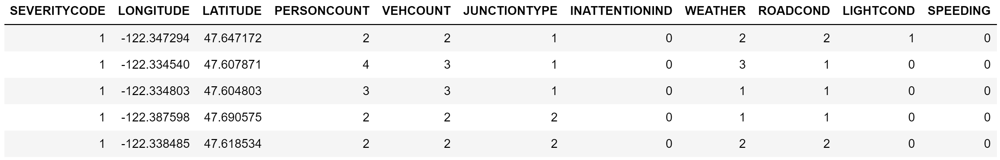 SEVERITYCODE LONGITUDE LATITUDE PERSONCOUNT VEHCOUNT JUNCTIONTYPE INATTENTIONIND WEATHER ROADCOND LIGHTCOND SPEEDING
1 -122.347294 47.647172 2 2 1 0 2 2 1 0
1 -122.334540 47.607871 4 3 1 0 3 1 0 0
1 -122.334803 47.604803 3 3 1 0 1 1 0 0
1 -122.387598 47.690575 2 2 2 0 1 1 0 0
1 -122.338485 47.618534 2 2 2 0 2 2 0 0